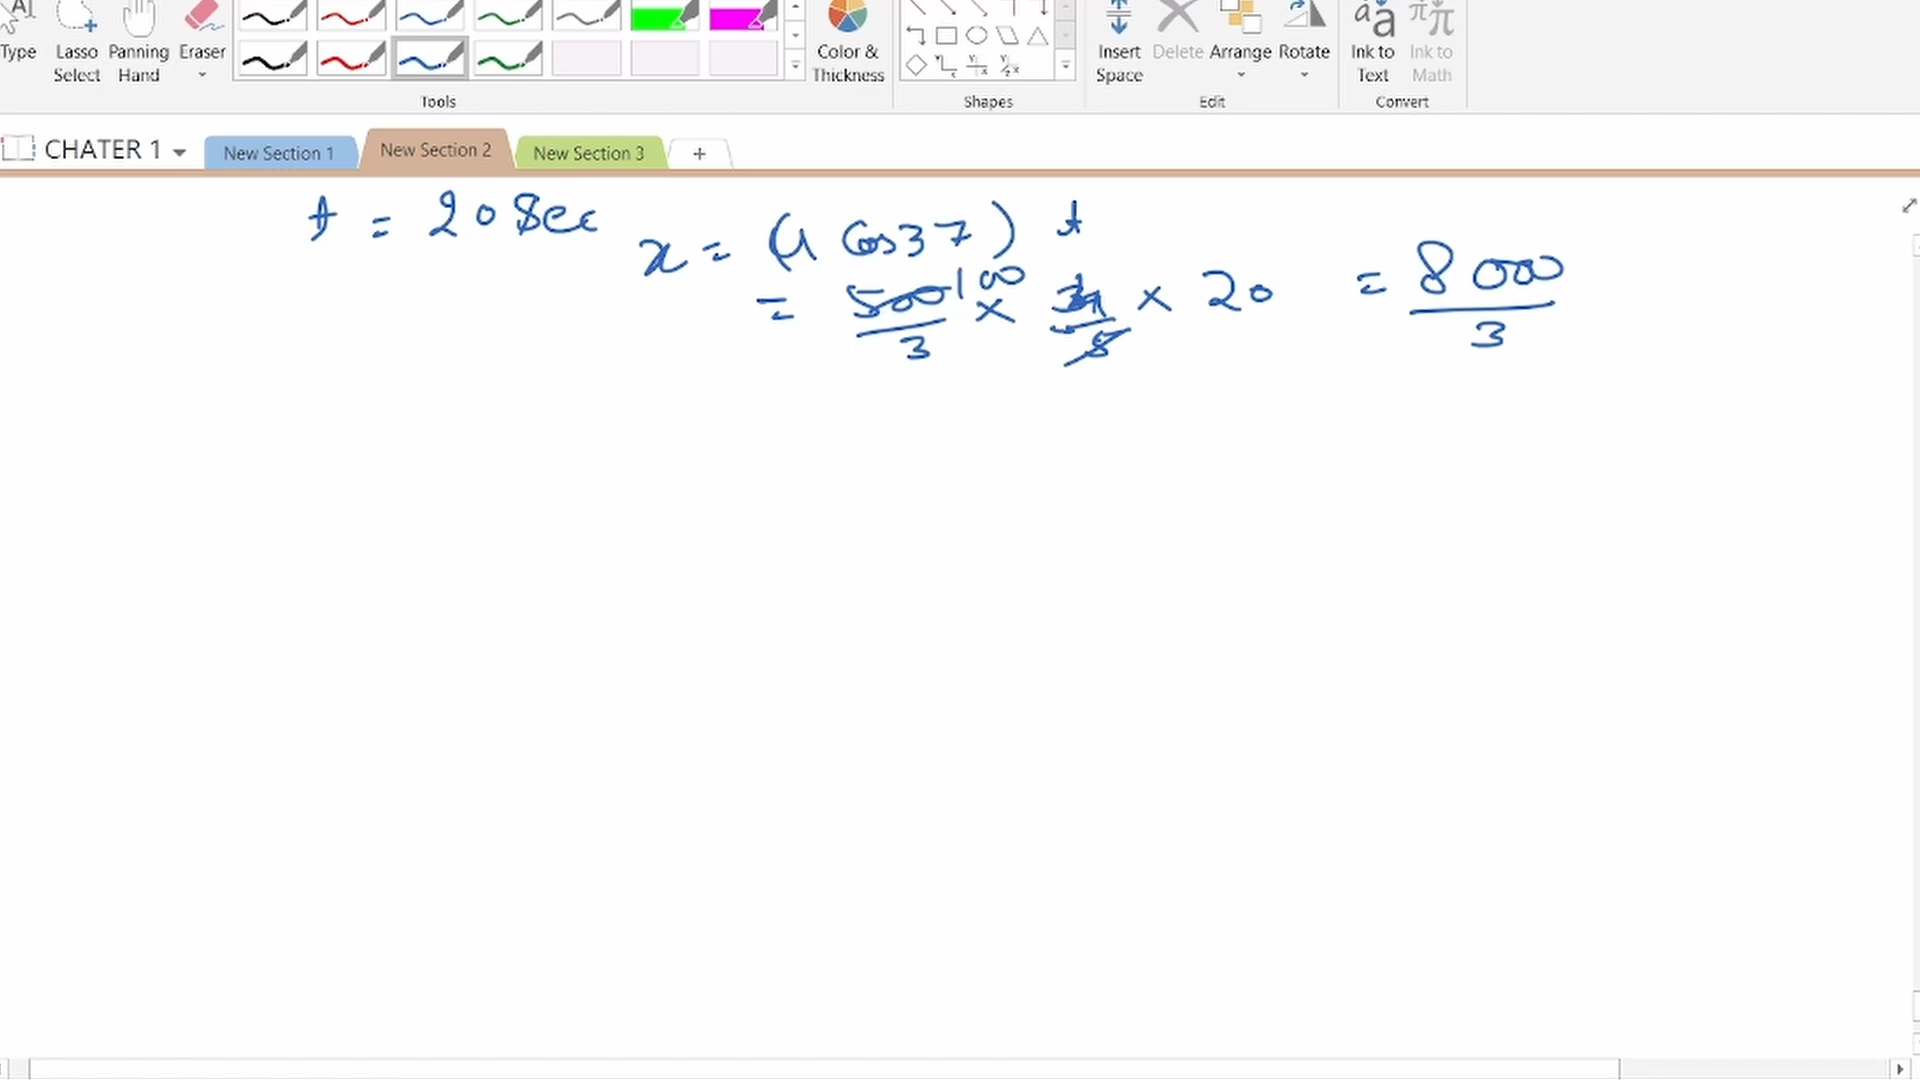 Type
Lasso Select
Panning Hand
Eraser
Color & Thickness
Insert Space
Delete
Arrange
Rotate
Ink to Text
Ink to Math
Tools
Shapes
Edit
Convert
CHATER 1
New Section 1
New Section 2
New Section 3
+
t = 20 Sec
x = (u Cos37) t
= 500/3 100 × 4/5 × 20 = 8000/3